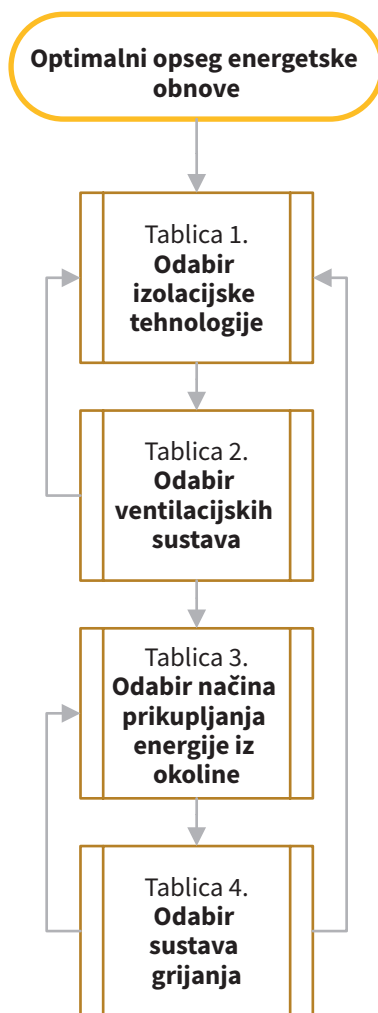 Optimalni opseg energetske
obnove
Tablica 1.
Odabir
izolacijske
tehnologije
Tablica 2.
Odabir
ventilacijskih
sustava
Tablica 3.
Odabir načina
prikupljanja
energije iz
okoline
Tablica 4.
Odabir
sustava
grijanja